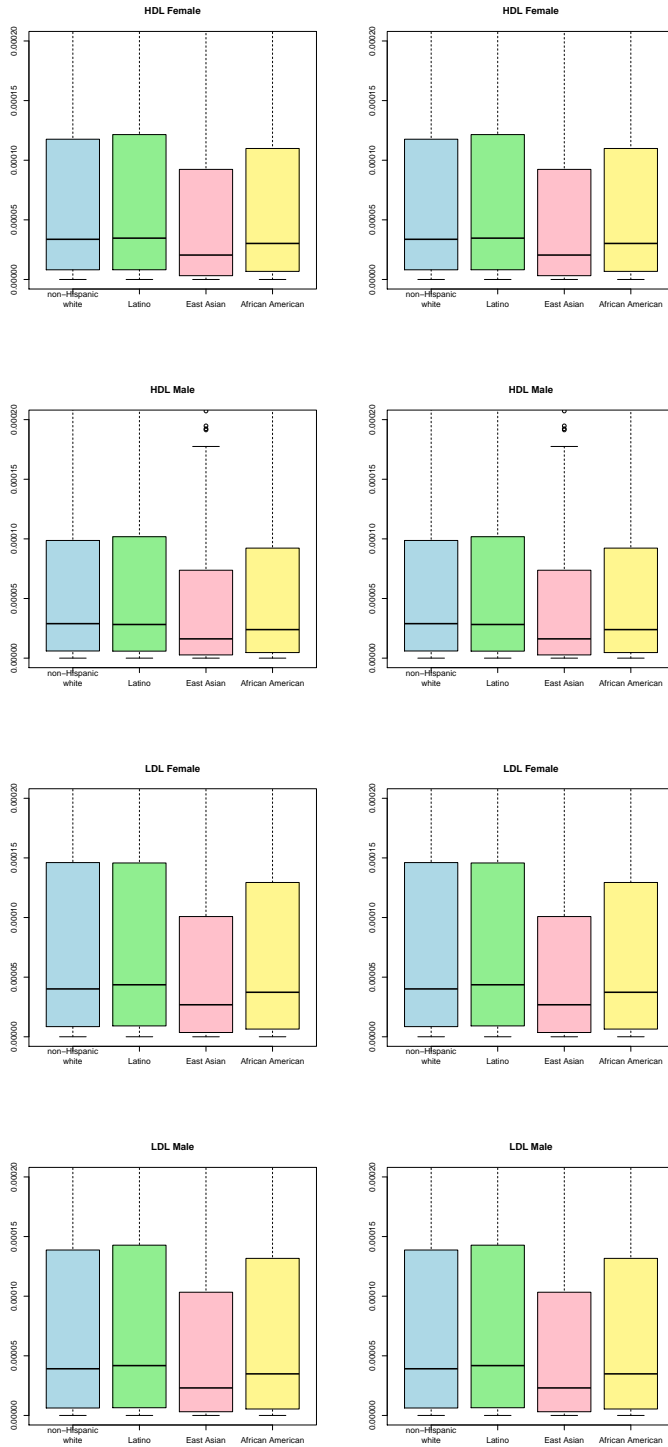 HDL Female
0.00020
0.00015
0.00010
0.00005
0.00000
non−Hispanic
white
Latino
East Asian
African American
HDL Female
0.00020
0.00015
0.00010
0.00005
0.00000
non−Hispanic
white
Latino
East Asian
African American
HDL Male
0.00020
0.00015
0.00010
0.00005
0.00000
non−Hispanic
white
Latino
East Asian
African American
HDL Male
0.00020
0.00015
0.00010
0.00005
0.00000
non−Hispanic
white
Latino
East Asian
African American
LDL Female
0.00020
0.00015
0.00010
0.00005
0.00000
non−Hispanic
white
Latino
East Asian
African American
LDL Female
0.00020
0.00015
0.00010
0.00005
0.00000
non−Hispanic
white
Latino
East Asian
African American
LDL Male
0.00020
0.00015
0.00010
0.00005
0.00000
non−Hispanic
white
Latino
East Asian
African American
LDL Male
0.00020
0.00015
0.00010
0.00005
0.00000
non−Hispanic
white
Latino
East Asian
African American